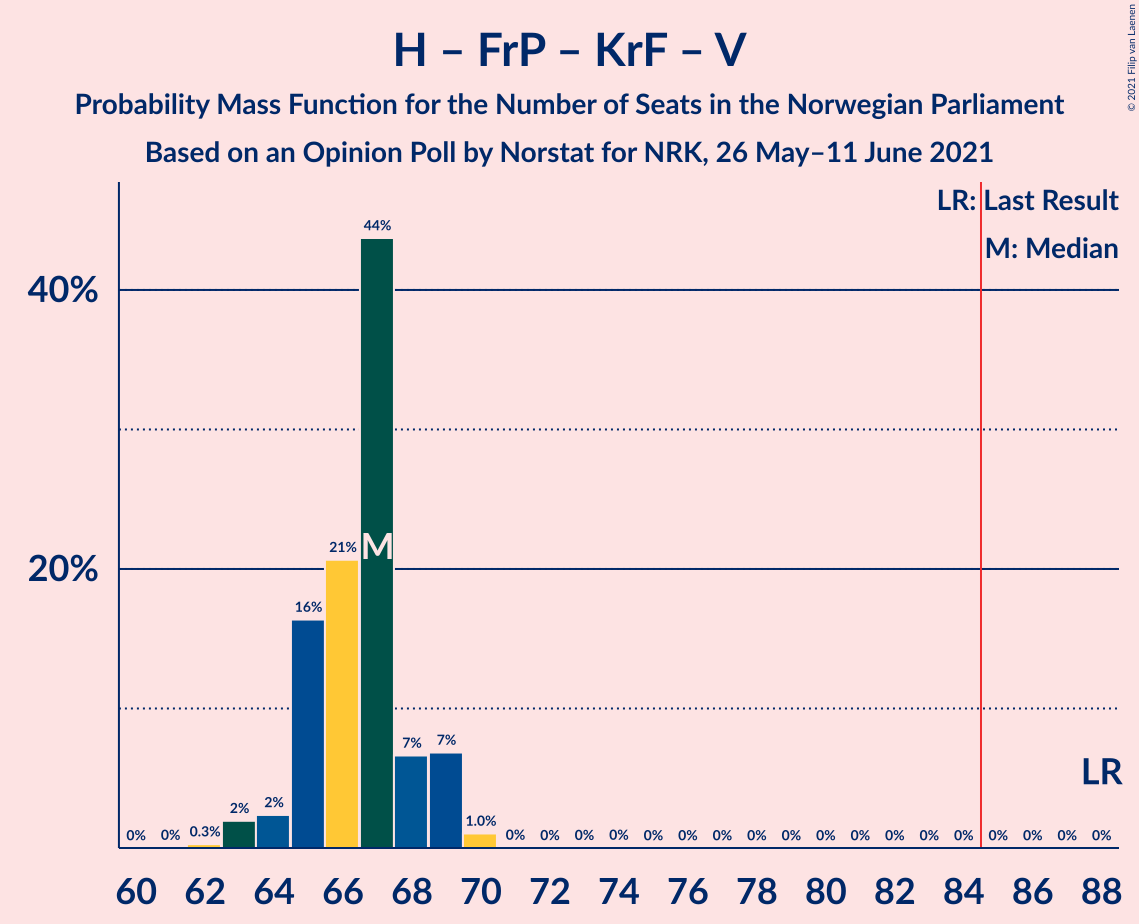 H – FrP – KrF – V
Probability Mass Function for the Number of Seats in the Norwegian Parliament
Based on an Opinion Poll by Norstat for NRK, 26 May–11 June 2021
© 2021 Filip van Laenen
LR: Last Result
M: Median
40%
20%
0% 0% 0.3% 2% 2% 16% 21% 44% 7% 7% 1.0% 0% 0% 0% 0% 0% 0% 0% 0% 0% 0% 0% 0% 0% 0% 0% 0% 0% 0%
M
LR
60 62 64 66 68 70 72 74 76 78 80 82 84 86 88